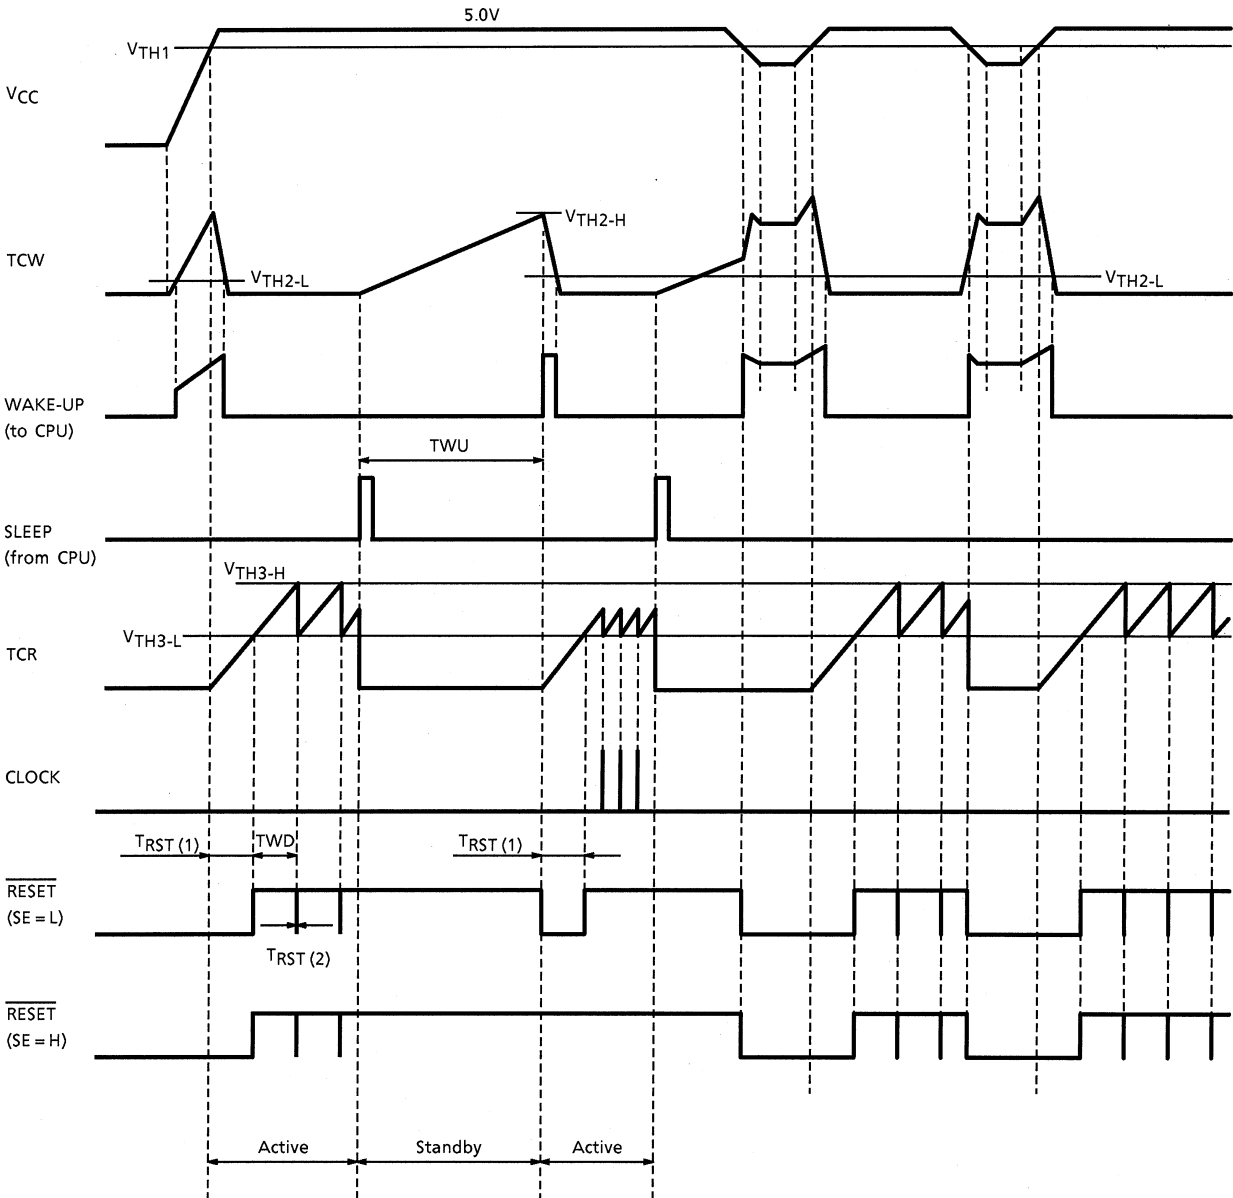 5.0V
VTH1
VCC
VTH2-H
TCW
VTH2-L
VTH2-L
WAKE-UP
(to CPU)
TWU
SLEEP
(from CPU)
VTH3-H
VTH3-L
TCR
CLOCK
TRST (1)
TWD
TRST (1)
RESET
(SE = L)
TRST (2)
RESET
(SE = H)
Active
Standby
Active